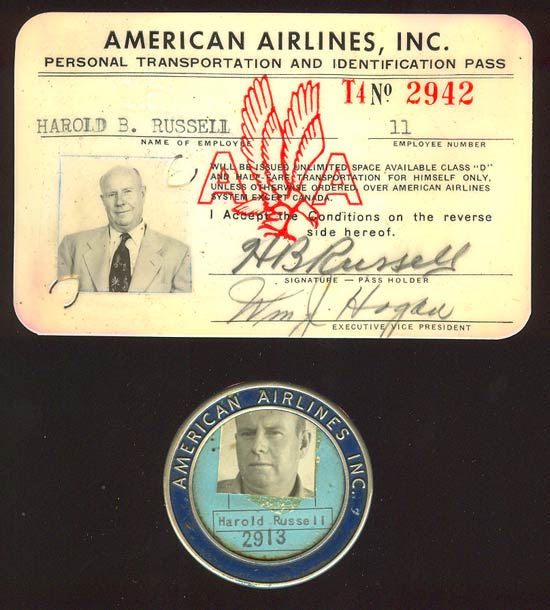 AMERICAN AIRLINES, INC.
PERSONAL TRANSPORTATION AND IDENTIFICATION PASS
T4 No 2942
HAROLD B. RUSSELL 11
NAME OF EMPLOYEE EMPLOYEE NUMBER
AA
WILL BE ISSUED UNLIMITED SPACE AVAILABLE CLASS "D"
AND HALF FARE TRANSPORTATION FOR HIMSELF ONLY,
UNLESS OTHERWISE ORDERED, OVER AMERICAN AIRLINES
SYSTEM EXCEPT CANADA.
I Accept the Conditions on the reverse
side hereof.
HB Russell
SIGNATURE — PASS HOLDER
Wm J. Hogan
EXECUTIVE VICE PRESIDENT
AMERICAN AIRLINES INC.
Harold Russell
2913